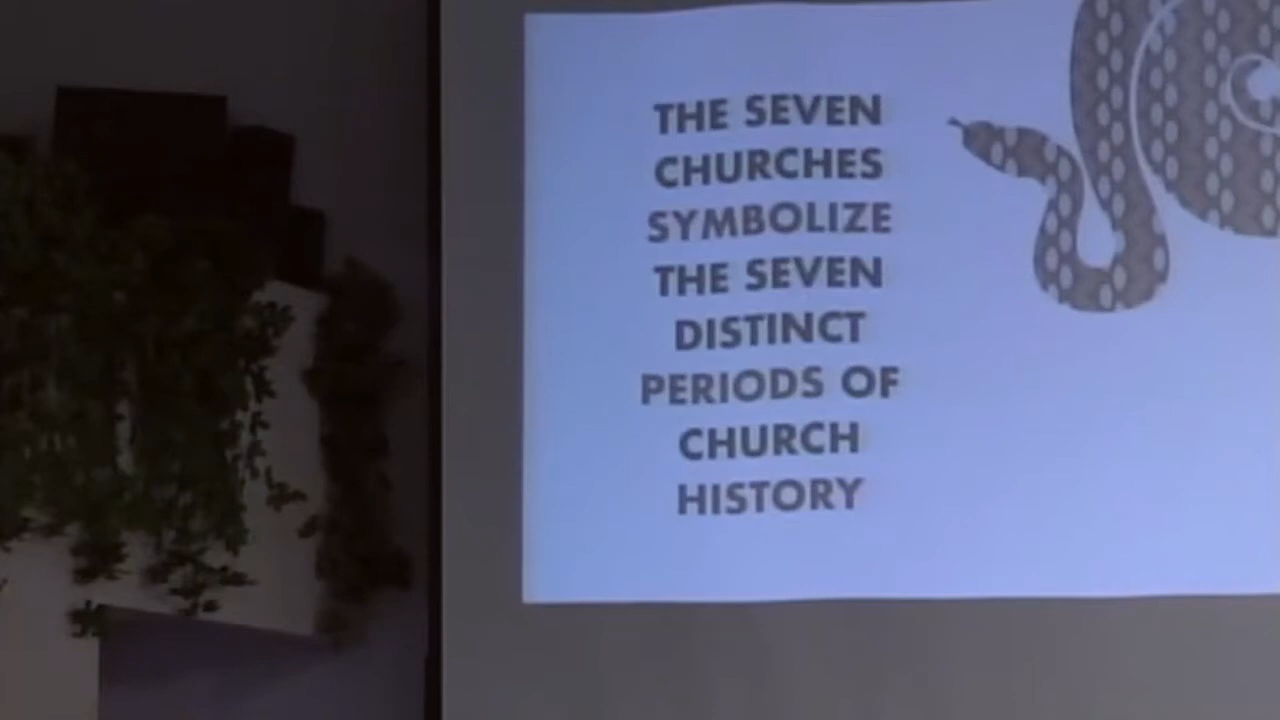 THE SEVEN
CHURCHES
SYMBOLIZE
THE SEVEN
DISTINCT
PERIODS OF
CHURCH
HISTORY